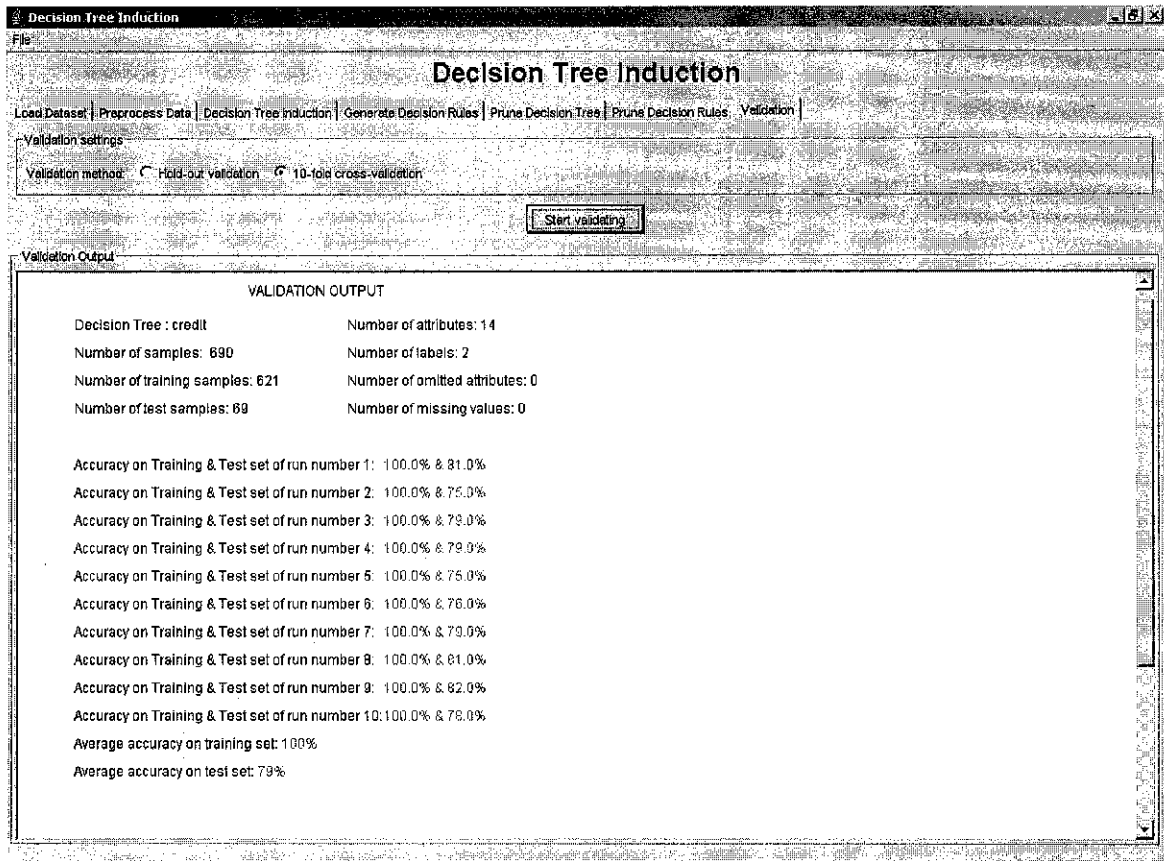 Decision Tree Induction
File
Decision Tree Induction
Load Dataset Preprocess Data Decision Tree Induction Generate Decision Rules Prune Decision Tree Prune Decision Rules Validation
Validation settings
Validation method: Hold-out validation 10-fold cross-validation
Start validating
Validation Output
VALIDATION OUTPUT
Decision Tree : credit Number of attributes: 14
Number of samples: 690 Number of labels: 2
Number of training samples: 621 Number of omitted attributes: 0
Number of test samples: 69 Number of missing values: 0
Accuracy on Training & Test set of run number 1: 100.0% & 81.0%
Accuracy on Training & Test set of run number 2: 100.0% & 75.0%
Accuracy on Training & Test set of run number 3: 100.0% & 79.0%
Accuracy on Training & Test set of run number 4: 100.0% & 79.0%
Accuracy on Training & Test set of run number 5: 100.0% & 75.0%
Accuracy on Training & Test set of run number 6: 100.0% & 76.0%
Accuracy on Training & Test set of run number 7: 100.0% & 79.0%
Accuracy on Training & Test set of run number 8: 100.0% & 81.0%
Accuracy on Training & Test set of run number 9: 100.0% & 82.0%
Accuracy on Training & Test set of run number 10: 100.0% &
Average accuracy on training set: 100%
Average accuracy on test set: 79%